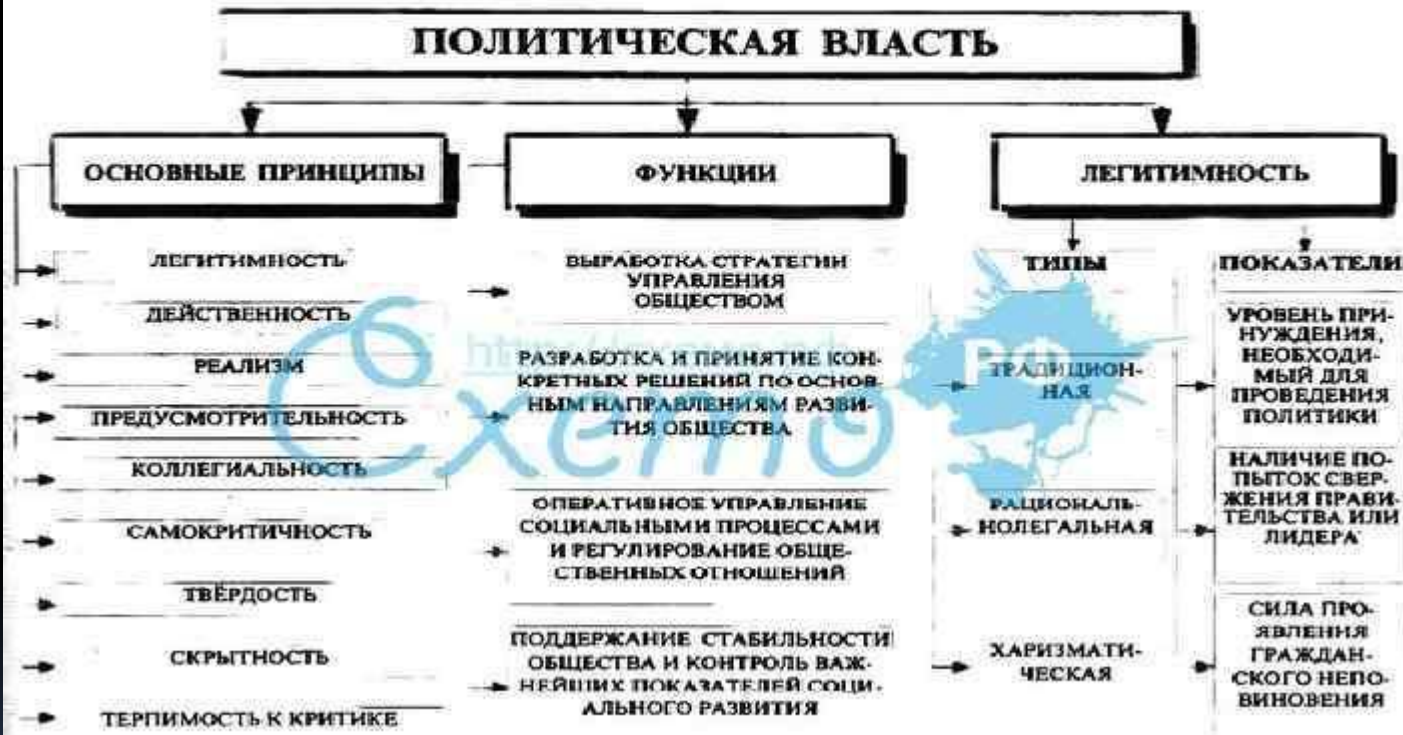 ПОЛИТИЧЕСКАЯ ВЛАСТЬ
ОСНОВНЫЕ ПРИНЦИПЫ
ЛЕГИТИМНОСТЬ
ДЕЙСТВЕННОСТЬ
РЕАЛИЗМ
ПРЕДУСМОТРИТЕЛЬНОСТЬ
КОЛЛЕГИАЛЬНОСТЬ
САМОКРИТИЧНОСТЬ
ТВЁРДОСТЬ
СКРЫТНОСТЬ
ТЕРПИМОСТЬ К КРИТИКЕ
ФУНКЦИИ
ВЫРАБОТКА СТРАТЕГИИ
УПРАВЛЕНИЯ
ОБЩЕСТВОМ
РАЗРАБОТКА И ПРИНЯТИЕ КОН-
КРЕТНЫХ РЕШЕНИЙ ПО ОСНОВ-
НЫМ НАПРАВЛЕНИЯМ РАЗВИ-
ТИЯ ОБЩЕСТВА
ОПЕРАТИВНОЕ УПРАВЛЕНИЕ
СОЦИАЛЬНЫМИ ПРОЦЕССАМИ
И РЕГУЛИРОВАНИЕ ОБЩЕ-
СТВЕННЫХ ОТНОШЕНИЙ
ПОДДЕРЖАНИЕ СТАБИЛЬНОСТИ
ОБЩЕСТВА И КОНТРОЛЬ ВАЖ-
НЕЙШИХ ПОКАЗАТЕЛЕЙ СОЦИ-
АЛЬНОГО РАЗВИТИЯ
ЛЕГИТИМНОСТЬ
ТИПЫ
ТРАДИЦИОН-
НАЯ
РАЦИОНАЛЬ-
НОЛЕГАЛЬНАЯ
ХАРИЗМАТИ-
ЧЕСКАЯ
ПОКАЗАТЕЛИ
УРОВЕНЬ ПРИ-
НУЖДЕНИЯ,
НЕОБХОДИ-
МЫЙ ДЛЯ
ПРОВЕДЕНИЯ
ПОЛИТИКИ
НАЛИЧИЕ ПО-
ПЫТОК СВЕР-
ЖЕНИЯ ПРАВИ-
ТЕЛЬСТВА ИЛИ
ЛИДЕРА
СИЛА ПРО-
ЯВЛЕНИЯ
ГРАЖДАН-
СКОГО НЕПО-
ВИНОВЕНИЯ
Схемо
РФ